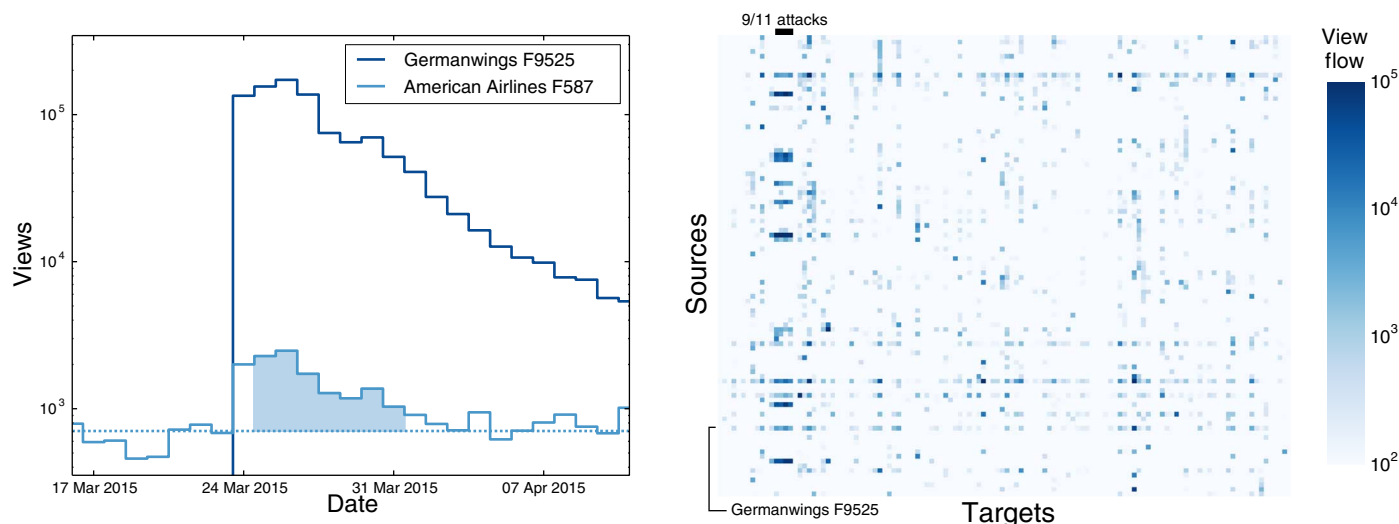 Germanwings F9525
American Airlines F587
Views
10^5
10^4
10^3
17 Mar 2015
24 Mar 2015
31 Mar 2015
07 Apr 2015
Date
9/11 attacks
Sources
Germanwings F9525
Targets
View
flow
10^5
10^4
10^3
10^2